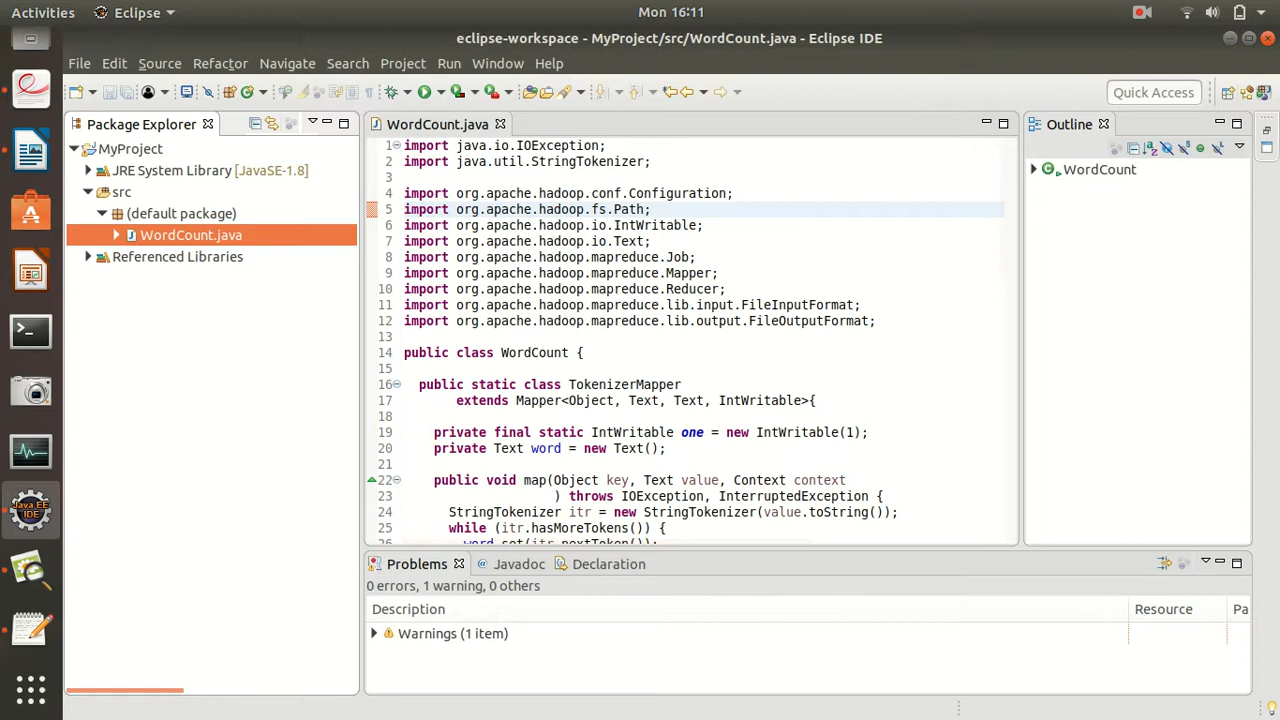 Activities Eclipse Mon 16:11
eclipse-workspace - MyProject/src/WordCount.java - Eclipse IDE
File Edit Source Refactor Navigate Search Project Run Window Help
Quick Access
Package Explorer
MyProject
JRE System Library [JavaSE-1.8]
src
(default package)
WordCount.java
Referenced Libraries
WordCount.java
1 import java.io.IOException;
2 import java.util.StringTokenizer;
3
4 import org.apache.hadoop.conf.Configuration;
5 import org.apache.hadoop.fs.Path;
6 import org.apache.hadoop.io.IntWritable;
7 import org.apache.hadoop.io.Text;
8 import org.apache.hadoop.mapreduce.Job;
9 import org.apache.hadoop.mapreduce.Mapper;
10 import org.apache.hadoop.mapreduce.Reducer;
11 import org.apache.hadoop.mapreduce.lib.input.FileInputFormat;
12 import org.apache.hadoop.mapreduce.lib.output.FileOutputFormat;
13
14 public class WordCount {
15
16 public static class TokenizerMapper
17 extends Mapper<Object, Text, Text, IntWritable>{
18
19 private final static IntWritable one = new IntWritable(1);
20 private Text word = new Text();
21
22 public void map(Object key, Text value, Context context
23 ) throws IOException, InterruptedException {
24 StringTokenizer itr = new StringTokenizer(value.toString());
25 while (itr.hasMoreTokens()) {
26 word.set(itr.nextToken());
Outline
WordCount
Problems Javadoc Declaration
0 errors, 1 warning, 0 others
Description Resource Pa
Warnings (1 item)
Java EE
IDE